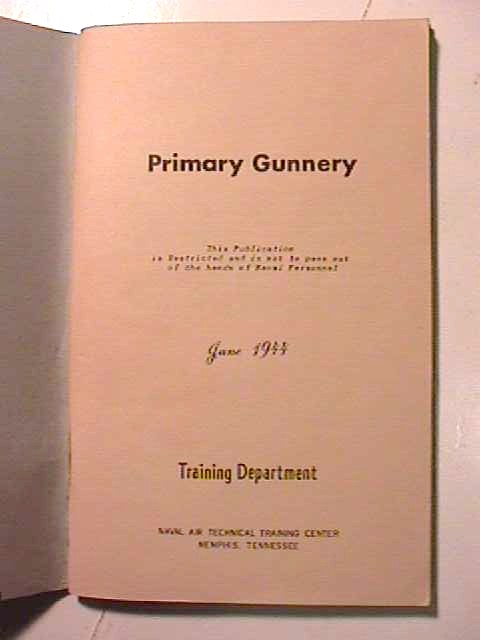 Primary Gunnery
This Publication
is Restricted and is not to pass out
of the hands of Naval Personnel
June 1944
Training Department
NAVAL AIR TECHNICAL TRAINING CENTER
MEMPHIS, TENNESSEE